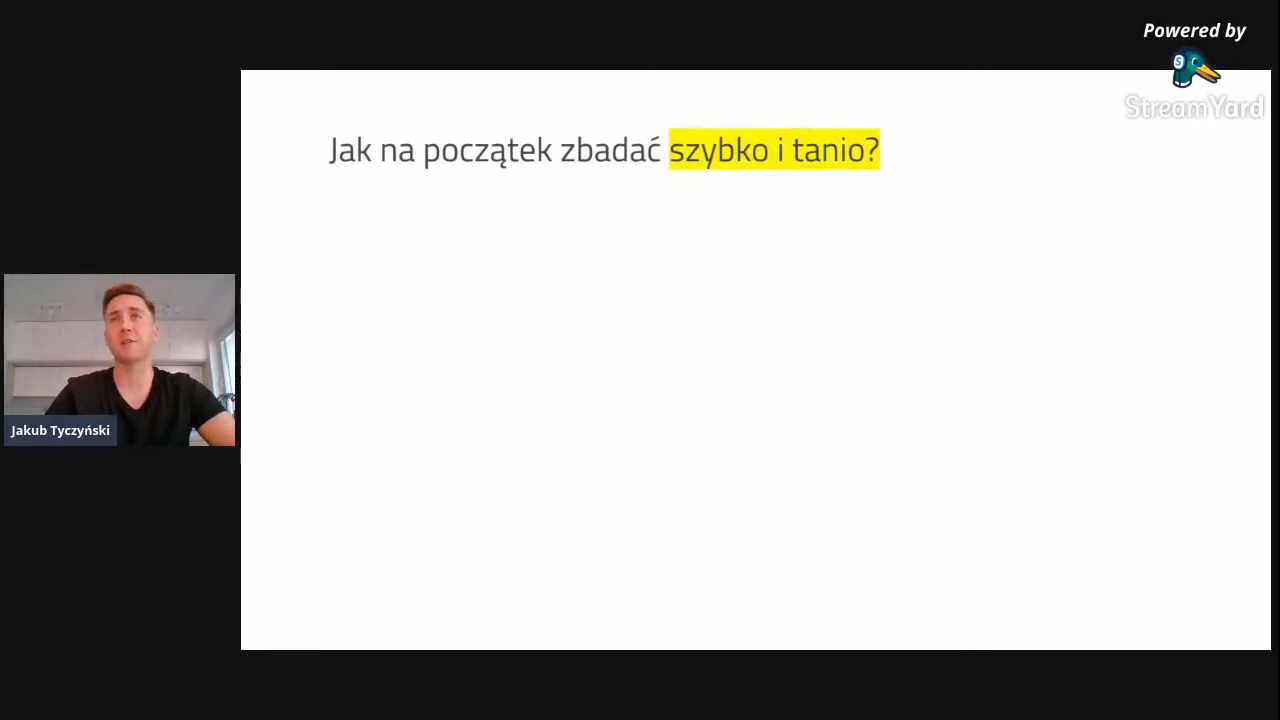 Powered by
StreamYard
Jak na początek zbadać szybko i tanio?
Jakub Tyczyński